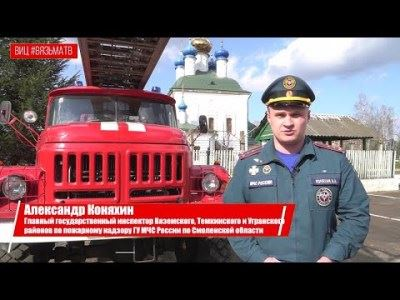 ВИЦ #ВЯЗЬМАТВ
Александр Коняхин
Главный государственный инспектор Вяземского, Темкинского и Угранского
районов по пожарному надзору ГУ МЧС России по Смоленской области
МЧС РОССИИ